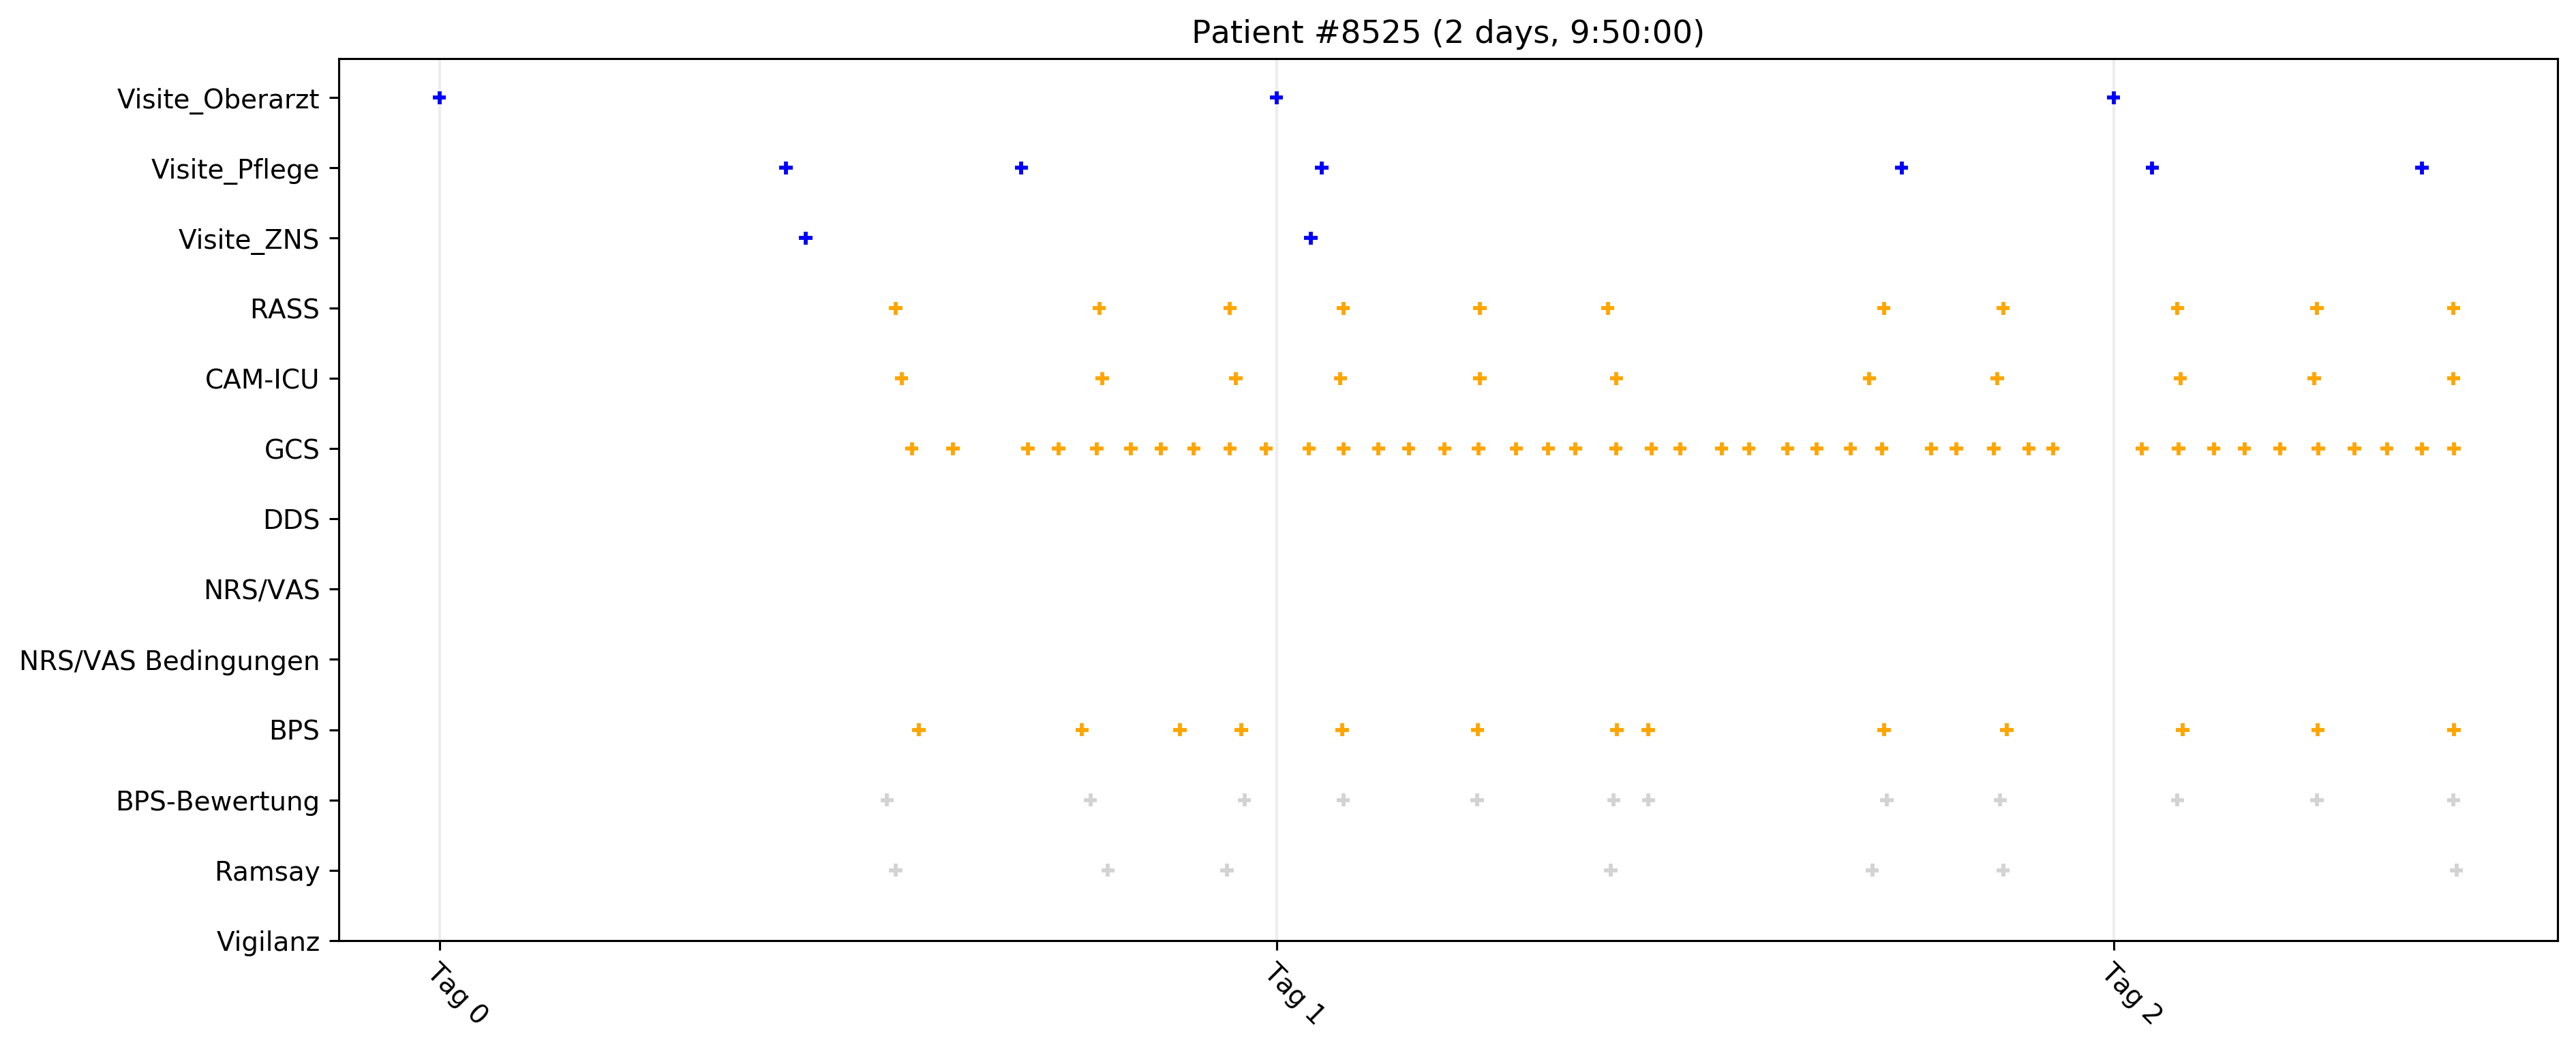 Patient #8525 (2 days, 9:50:00)
Visite_Oberarzt
Visite_Pflege
Visite_ZNS
RASS
CAM-ICU
GCS
DDS
NRS/VAS
NRS/VAS Bedingungen
BPS
BPS-Bewertung
Ramsay
Vigilanz
Tag 0
Tag 1
Tag 2